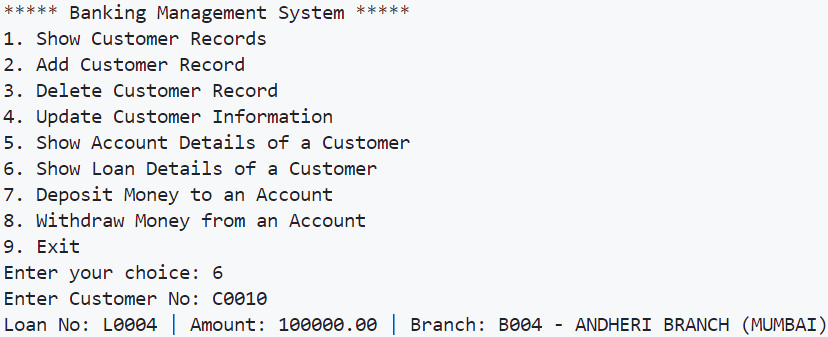 ***** Banking Management System *****
1. Show Customer Records
2. Add Customer Record
3. Delete Customer Record
4. Update Customer Information
5. Show Account Details of a Customer
6. Show Loan Details of a Customer
7. Deposit Money to an Account
8. Withdraw Money from an Account
9. Exit
Enter your choice: 6
Enter Customer No: C0010
Loan No: L0004 | Amount: 100000.00 | Branch: B004 - ANDHERI BRANCH (MUMBAI)